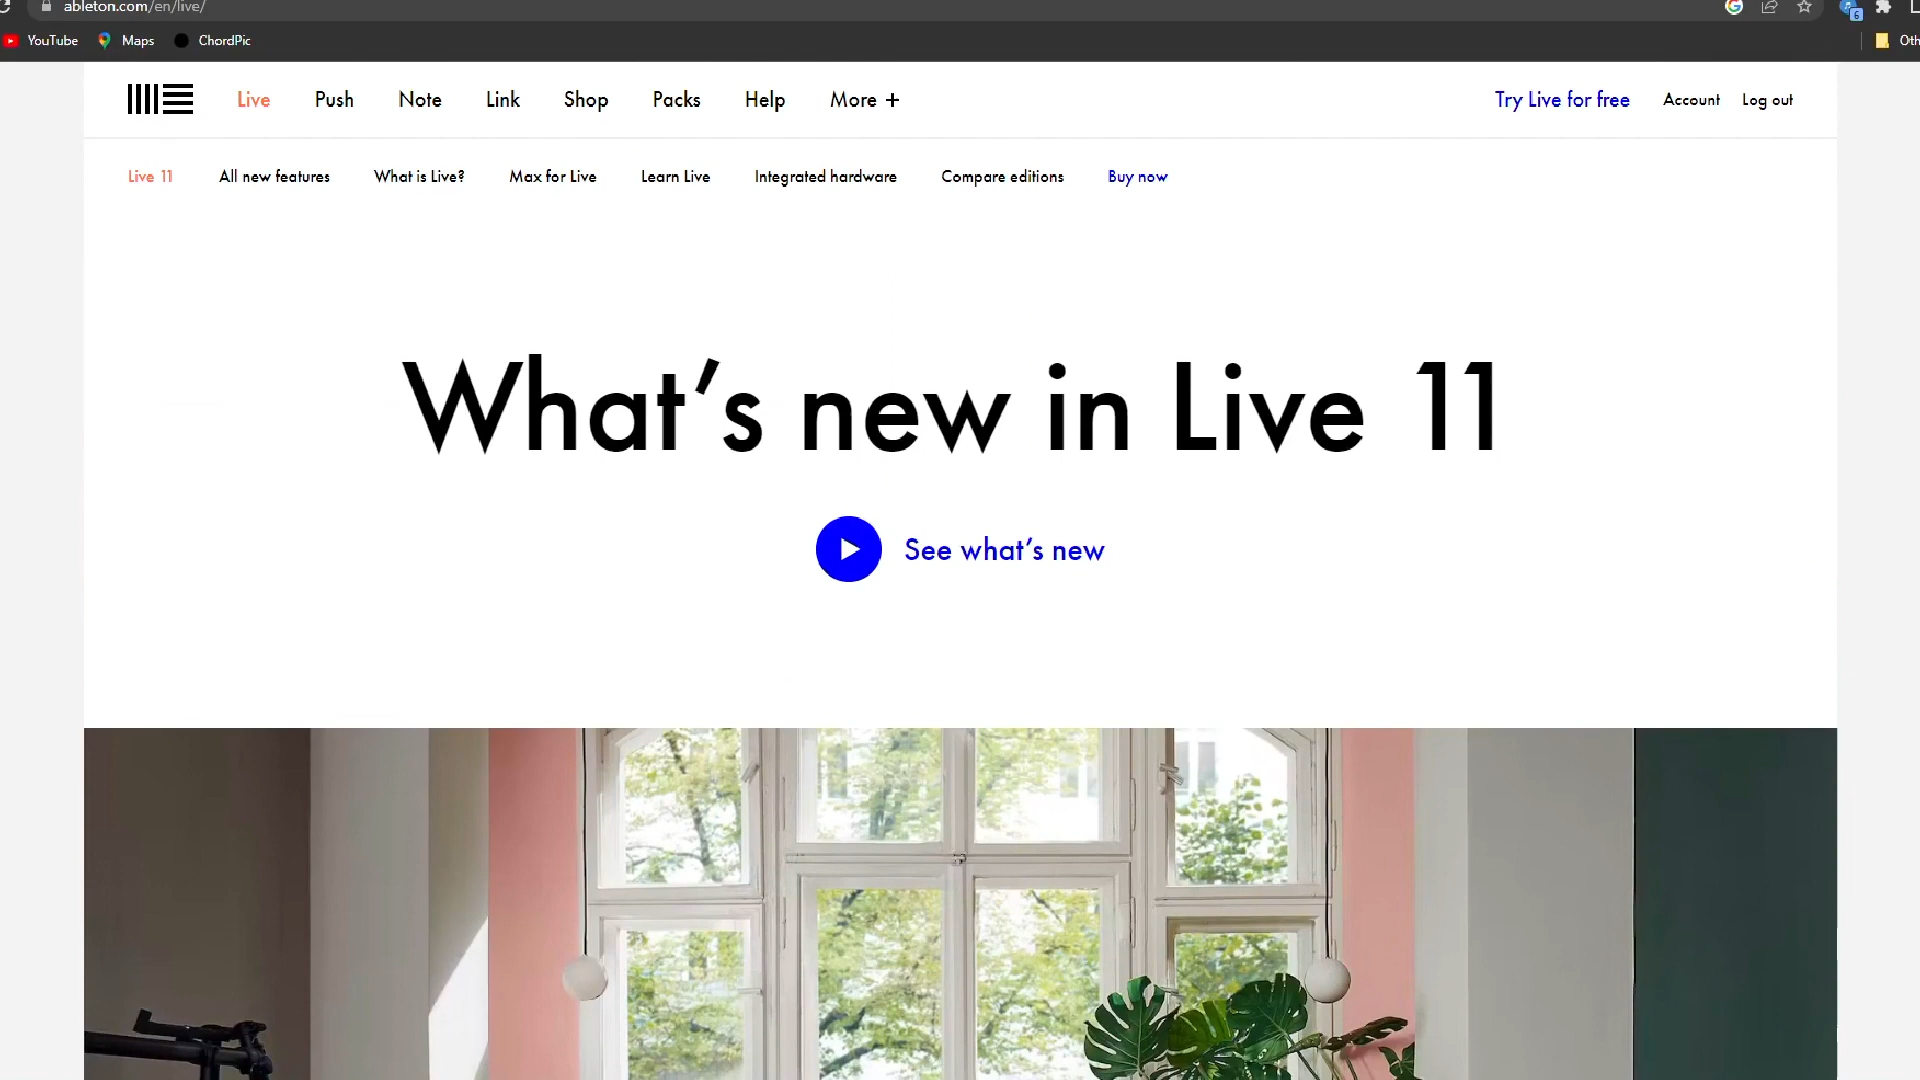 ableton.com/en/live/
6
YouTube Maps ChordPic
Live Push Note Link Shop Packs Help More + Try Live for free Account Log out
Live 11 All new features What is Live? Max for Live Learn Live Integrated hardware Compare editions Buy now
What's new in Live 11
See what's new